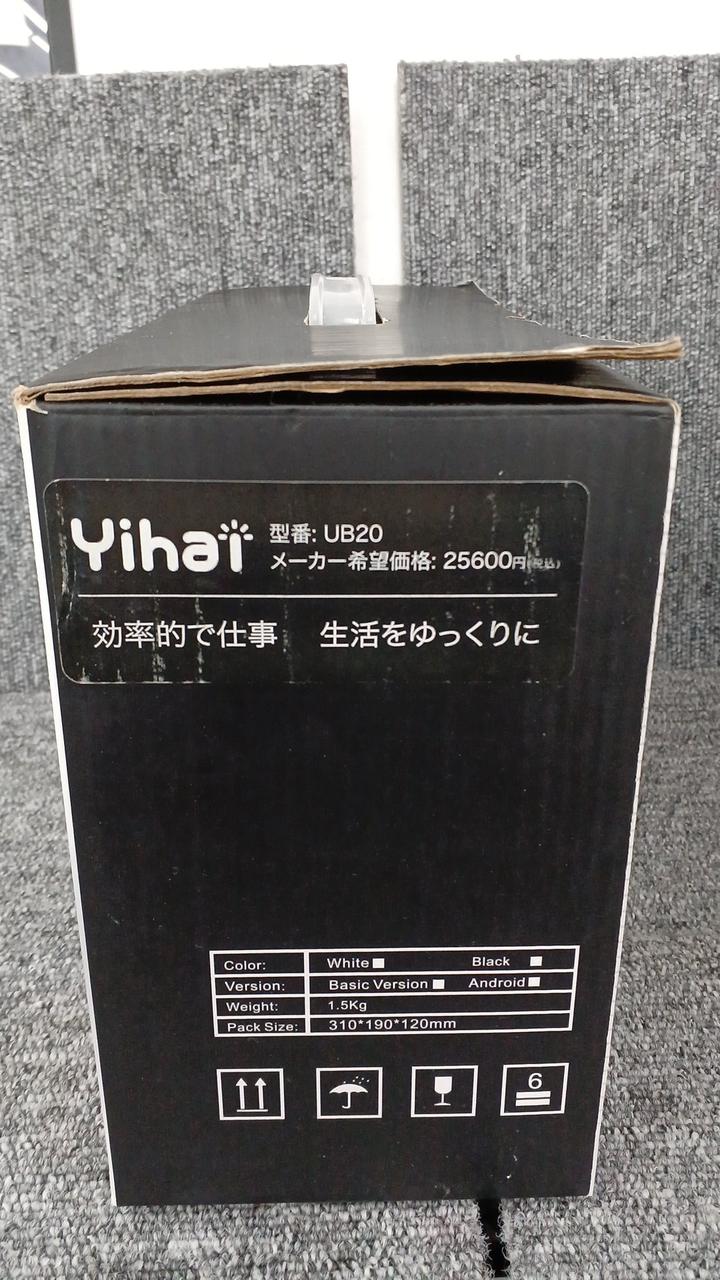 Yihai
型番: UB20
メーカー希望価格: 25600円(税込)
効率的で仕事 生活をゆっくりに
Color: White Black
Version: Basic Version Android
Weight: 1.5Kg
Pack Size: 310*190*120mm
6